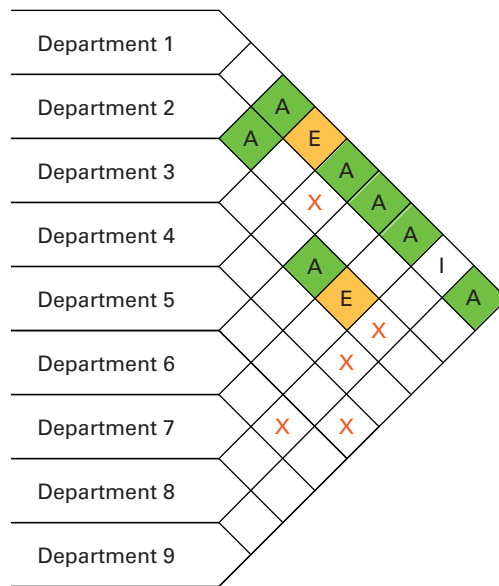 Department 1
Department 2
A
A
E
Department 3
A
X
A
Department 4
A
I
A
Department 5
E
A
X
Department 6
X
Department 7
X
X
Department 8
Department 9